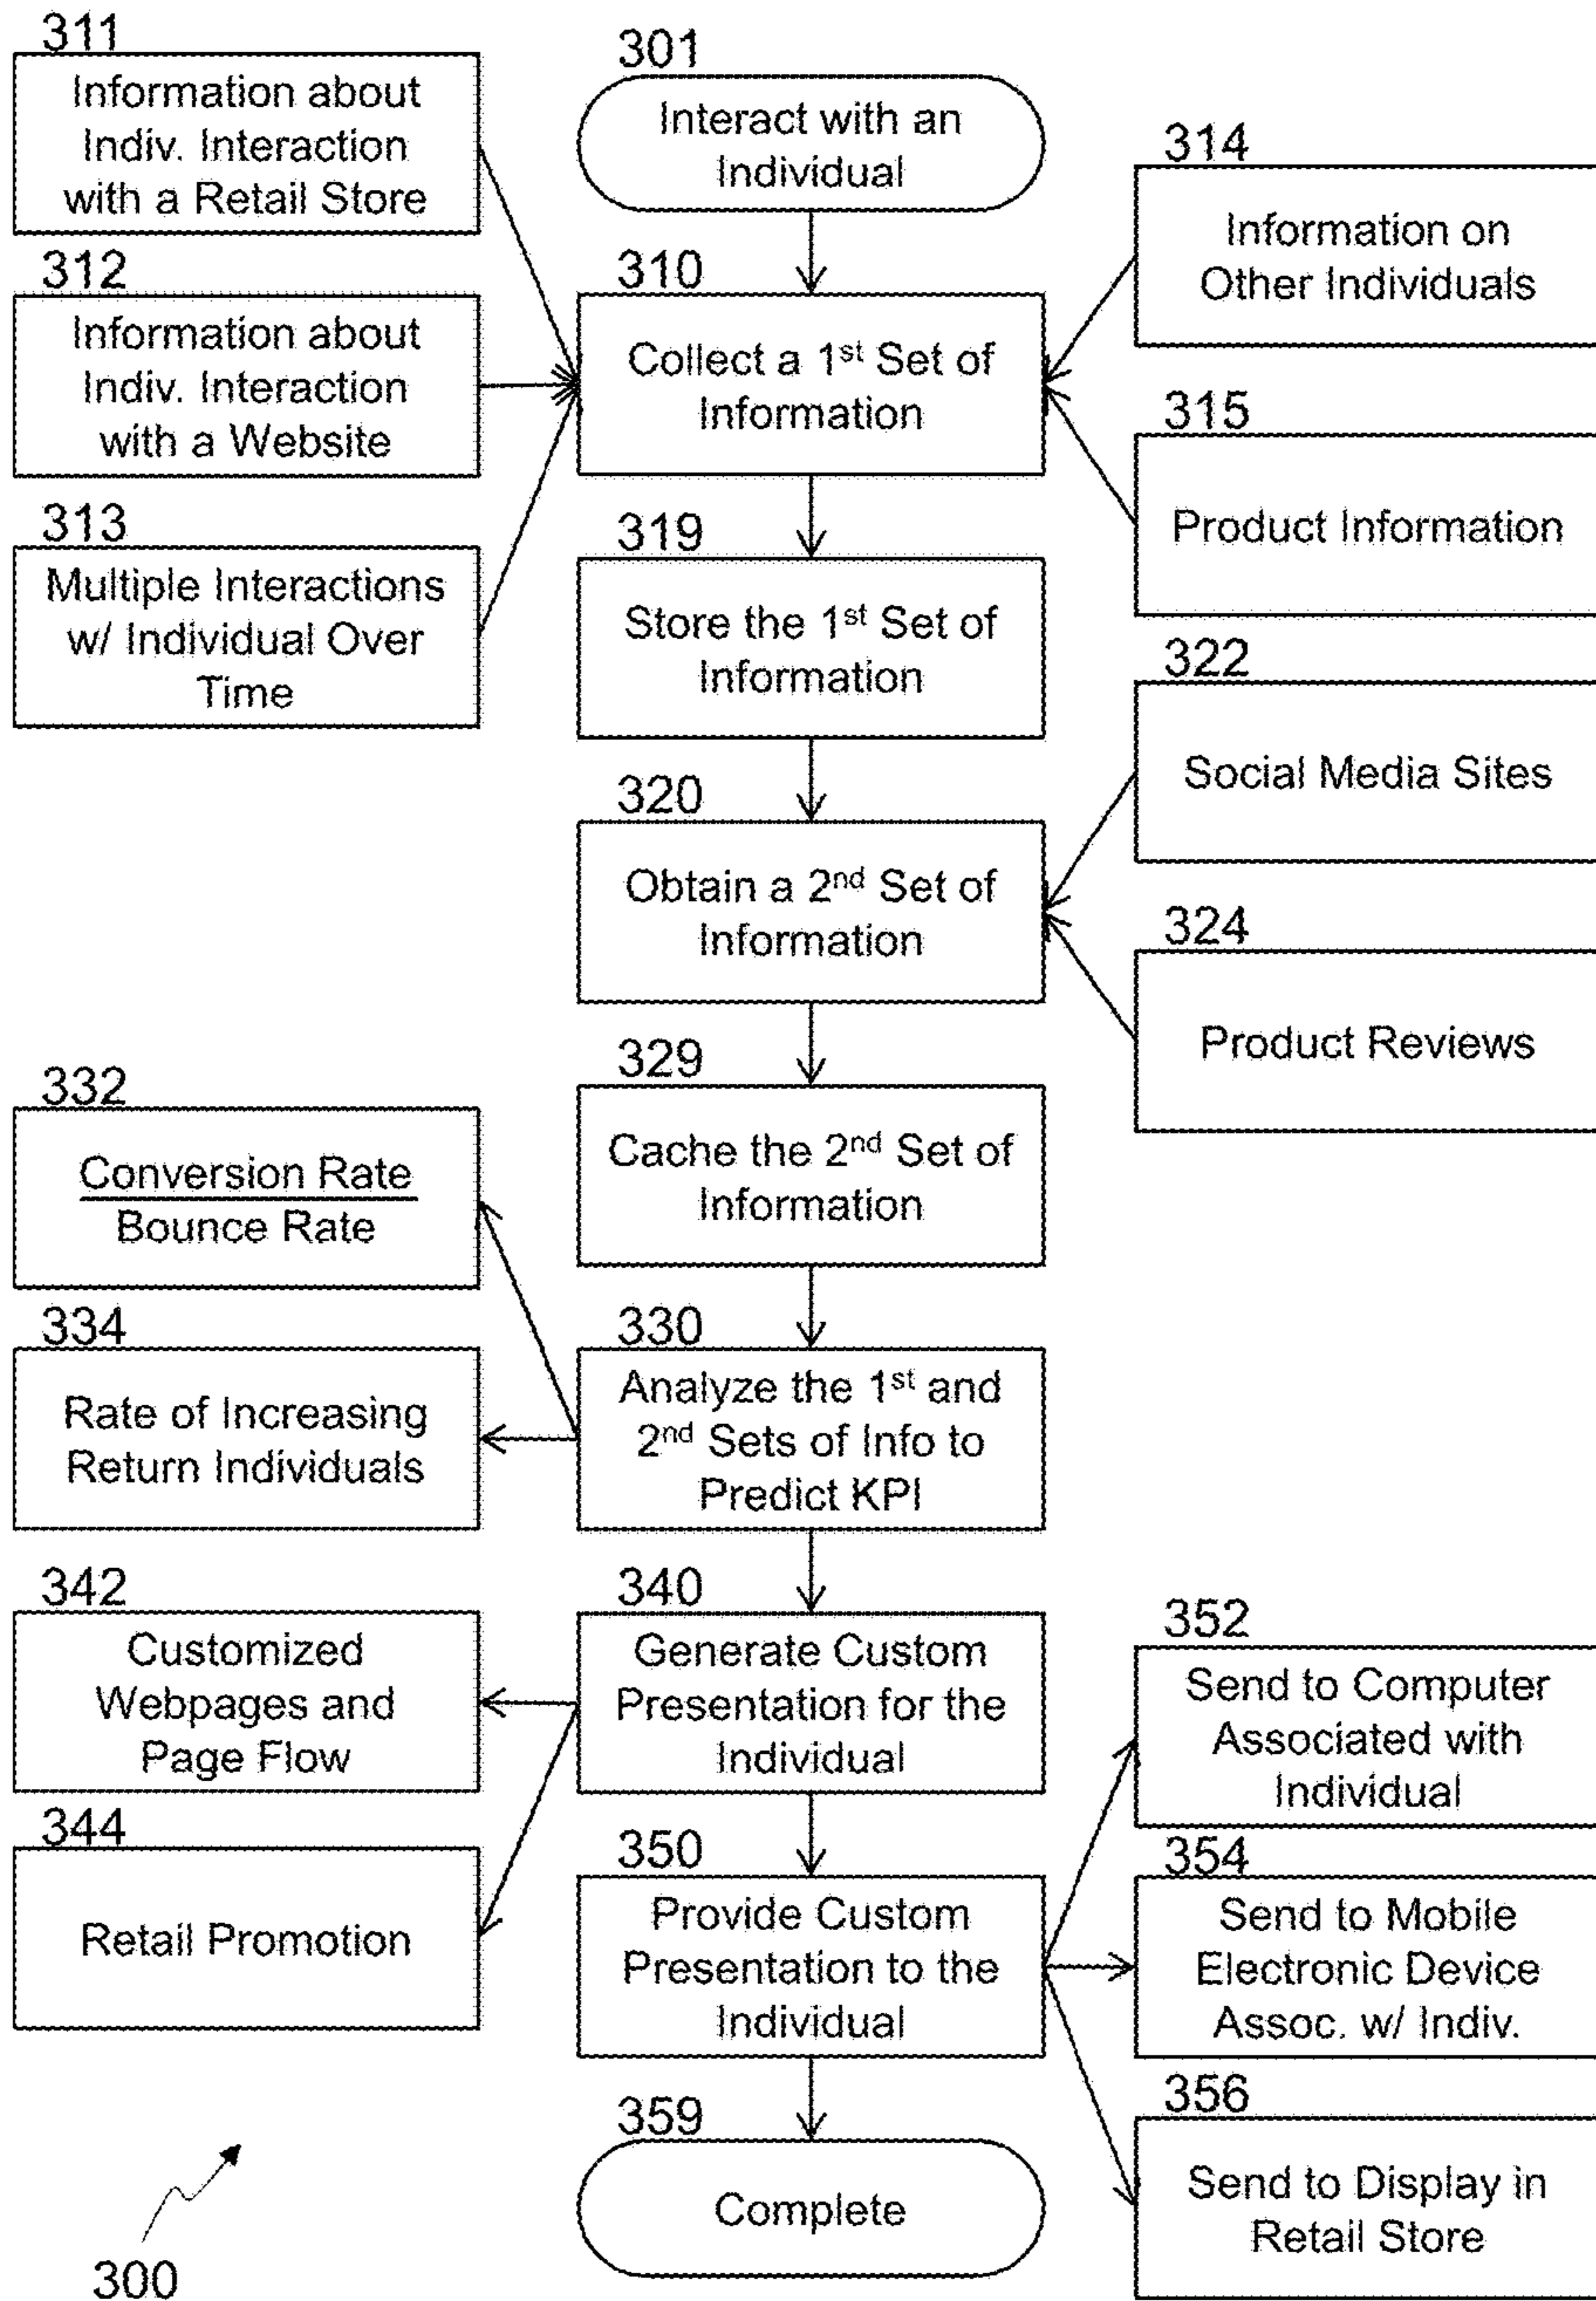 311
Information about
Indiv. Interaction
with a Retail Store
301
Interact with an
Individual
314
Information on
Other Individuals
312
Information about
Indiv. Interaction
with a Website
310
Collect a 1st Set of
Information
315
Product Information
313
Multiple Interactions
w/ Individual Over
Time
319
Store the 1st Set of
Information
322
Social Media Sites
320
Obtain a 2nd Set of
Information
324
Product Reviews
329
Cache the 2nd Set of
Information
332
Conversion Rate
Bounce Rate
334
Rate of Increasing
Return Individuals
330
Analyze the 1st and
2nd Sets of Info to
Predict KPI
342
Customized
Webpages and
Page Flow
340
Generate Custom
Presentation for the
Individual
352
Send to Computer
Associated with
Individual
344
Retail Promotion
350
Provide Custom
Presentation to the
Individual
354
Send to Mobile
Electronic Device
Assoc. w/ Indiv.
359
Complete
356
Send to Display in
Retail Store
300